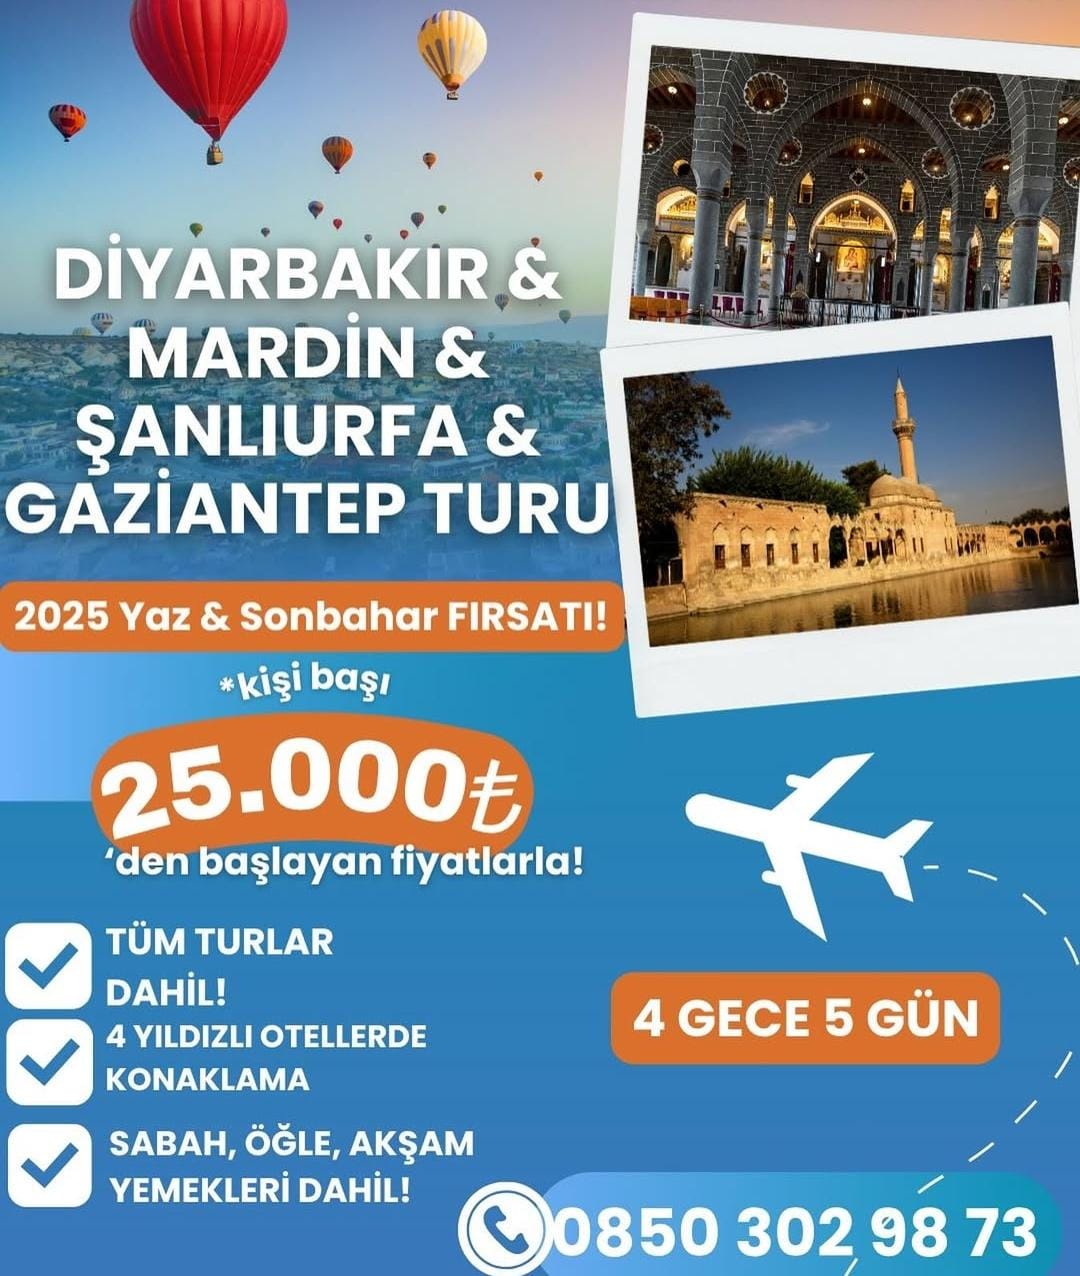 DİYARBAKIR &
MARDİN &
ŞANLIURFA &
GAZİANTEP TURU
2025 Yaz & Sonbahar FIRSATI!
*kişi başı
25.000₺
‘den başlayan fiyatlarla!
TÜM TURLAR
DAHİL!
4 YILDIZLI OTELLERDE
KONAKLAMA
SABAH, ÖĞLE, AKŞAM
YEMEKLERİ DAHİL!
4 GECE 5 GÜN
0850 302 98 73